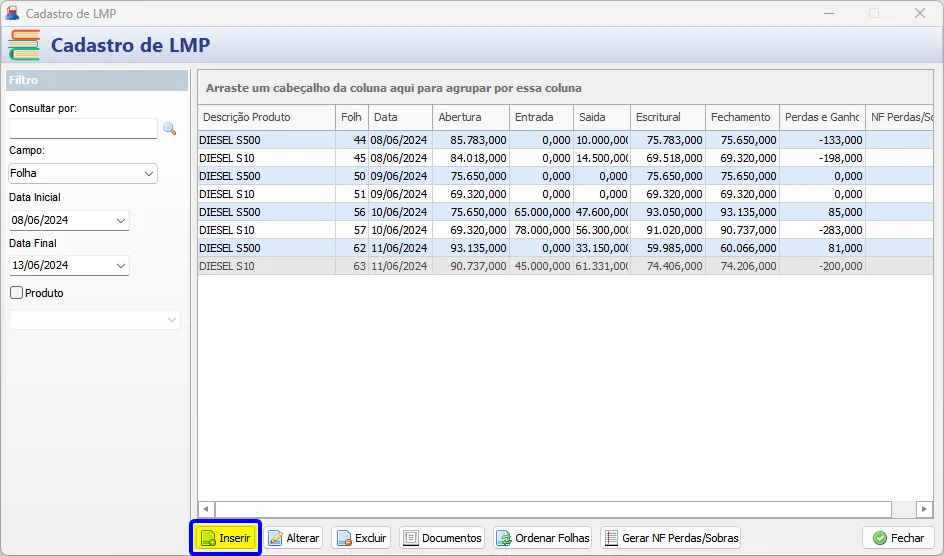 Cadastro de LMP
Cadastro de LMP
Filtro
Consultar por:
Campo:
Folha
Data Inicial
08/06/2024
Data Final
13/06/2024
Produto
Arraste um cabeçalho da coluna aqui para agrupar por essa coluna
Descrição Produto Folh Data Abertura Entrada Saida Escritural Fechamento Perdas e Ganhc NF Perdas/So
DIESEL S500 44 08/06/2024 85.783,000 0,000 10.000,000 75.783,000 75.650,000 -133,000
DIESEL S10 45 08/06/2024 84.018,000 0,000 14.500,000 69.518,000 69.320,000 -198,000
DIESEL S500 50 09/06/2024 75.650,000 0,000 0,000 75.650,000 75.650,000 0,000
DIESEL S10 51 09/06/2024 69.320,000 0,000 0,000 69.320,000 69.320,000 0,000
DIESEL S500 56 10/06/2024 75.650,000 65.000,000 47.600,000 93.050,000 93.135,000 85,000
DIESEL S10 57 10/06/2024 69.320,000 78.000,000 56.300,000 91.020,000 90.737,000 -283,000
DIESEL S500 62 11/06/2024 93.135,000 0,000 33.150,000 59.985,000 60.066,000 81,000
DIESEL S10 63 11/06/2024 90.737,000 45.000,000 61.331,000 74.406,000 74.206,000 -200,000
Inserir Alterar Excluir Documentos Ordenar Folhas Gerar NF Perdas/Sobras Fechar